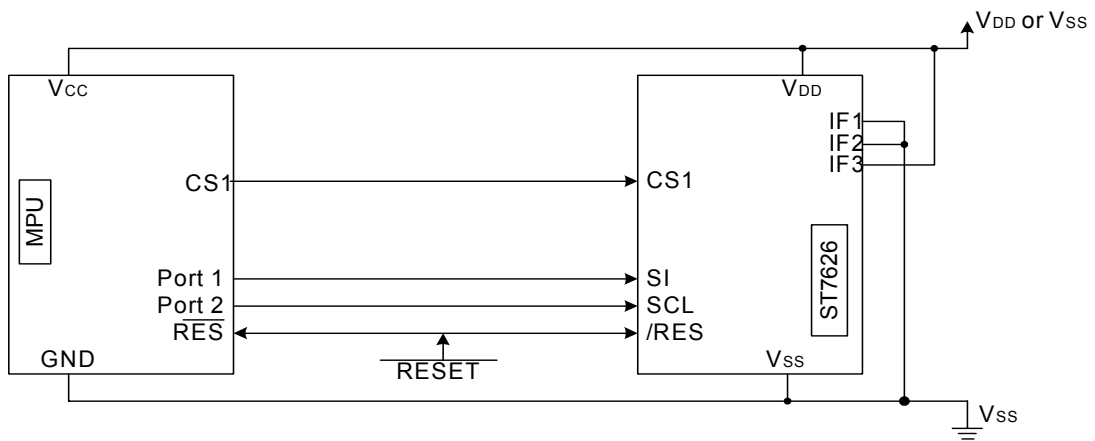 VDD or VSS
VCC
VDD
IF1
IF2
IF3
CS1
CS1
MPU
ST7626
Port 1
SI
Port 2
SCL
RES
/RES
RESET
GND
VSS
VSS